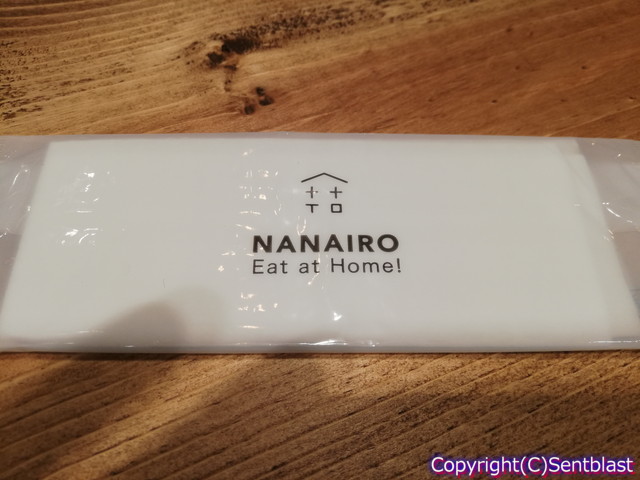 NANAIRO
Eat at Home!
Copyright(C)Sentblast